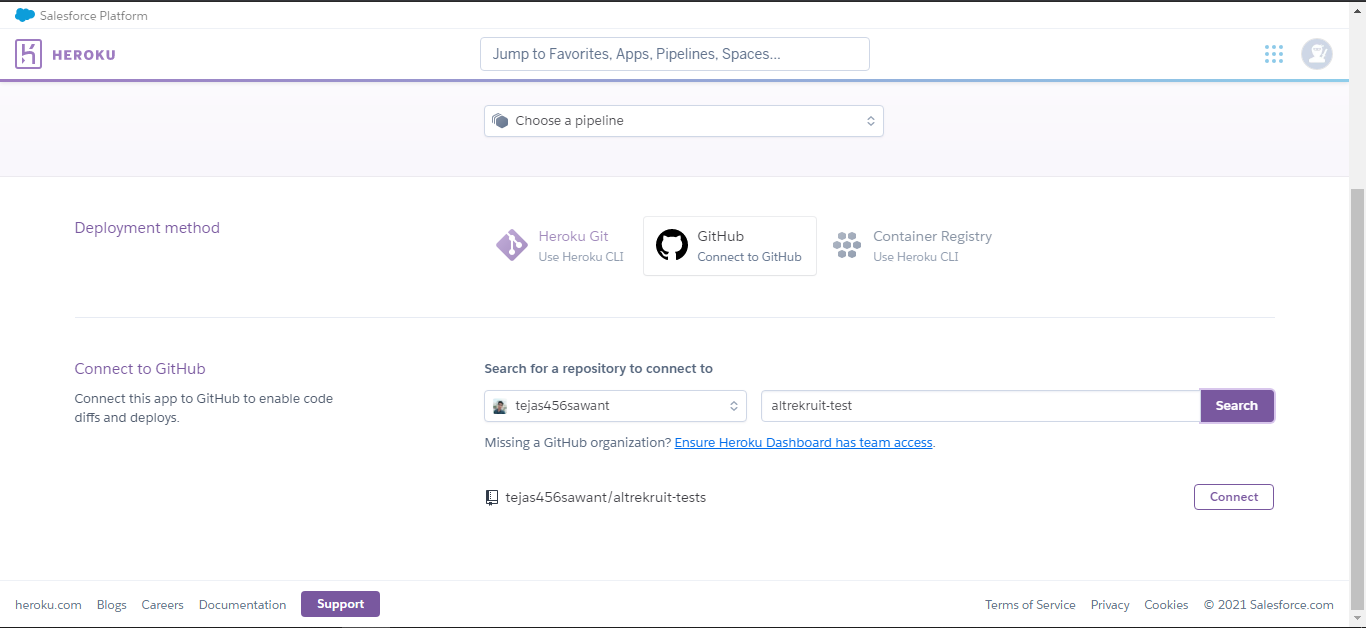 Salesforce Platform
HEROKU
Jump to Favorites, Apps, Pipelines, Spaces...
Choose a pipeline
Deployment method
Heroku Git
Use Heroku CLI
GitHub
Connect to GitHub
Container Registry
Use Heroku CLI
Connect to GitHub
Connect this app to GitHub to enable code
diffs and deploys.
Search for a repository to connect to
tejas456sawant
altrekruit-test
Search
Missing a GitHub organization? Ensure Heroku Dashboard has team access.
tejas456sawant/altrekruit-tests
Connect
heroku.com Blogs Careers Documentation Support
Terms of Service Privacy Cookies © 2021 Salesforce.com